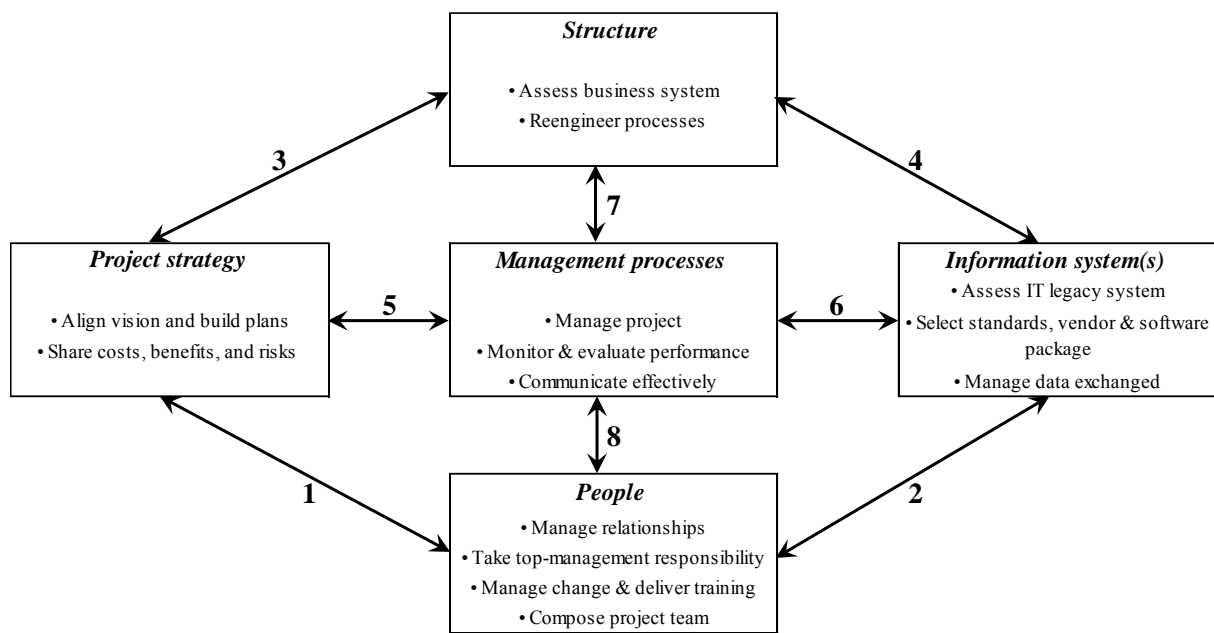 Structure
• Assess business system
• Reengineer processes
3
4
7
Project strategy
• Align vision and build plans
• Share costs, benefits, and risks
5
Management processes
• Manage project
• Monitor & evaluate performance
• Communicate effectively
6
Information system(s)
• Assess IT legacy system
• Select standards, vendor & software
package
• Manage data exchanged
8
1
2
People
• Manage relationships
• Take top-management responsibility
• Manage change & deliver training
• Compose project team